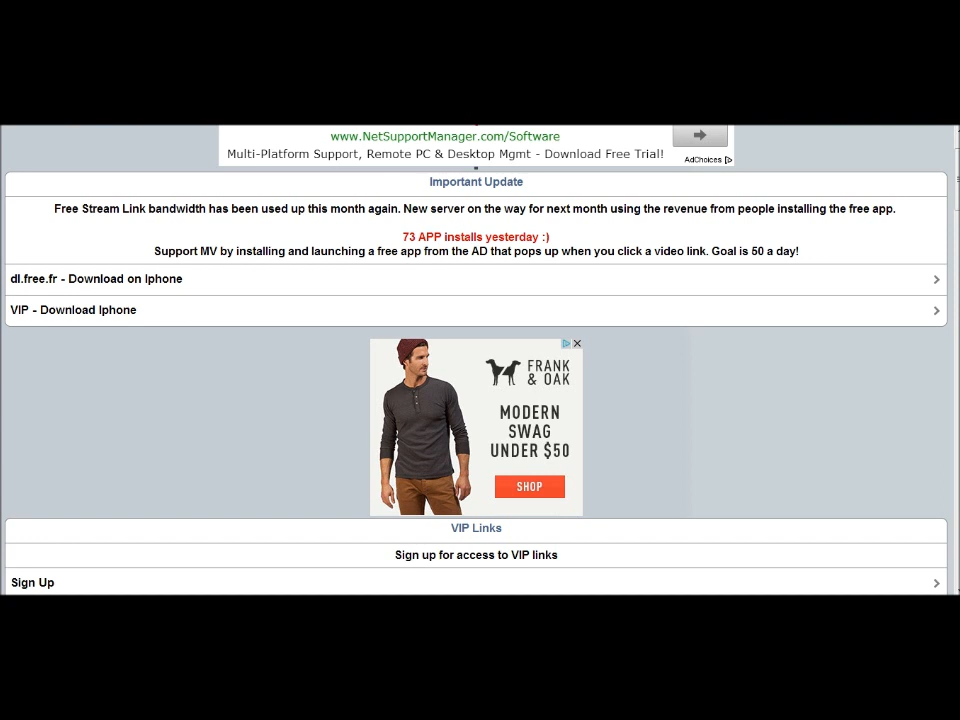 www.NetSupportManager.com/Software
Multi-Platform Support, Remote PC & Desktop Mgmt - Download Free Trial!
AdChoices
Important Update
Free Stream Link bandwidth has been used up this month again. New server on the way for next month using the revenue from people installing the free app.
73 APP installs yesterday :)
Support MV by installing and launching a free app from the AD that pops up when you click a video link. Goal is 50 a day!
dl.free.fr - Download on Iphone
VIP - Download Iphone
FRANK
& OAK
MODERN
SWAG
UNDER $50
SHOP
VIP Links
Sign up for access to VIP links
Sign Up